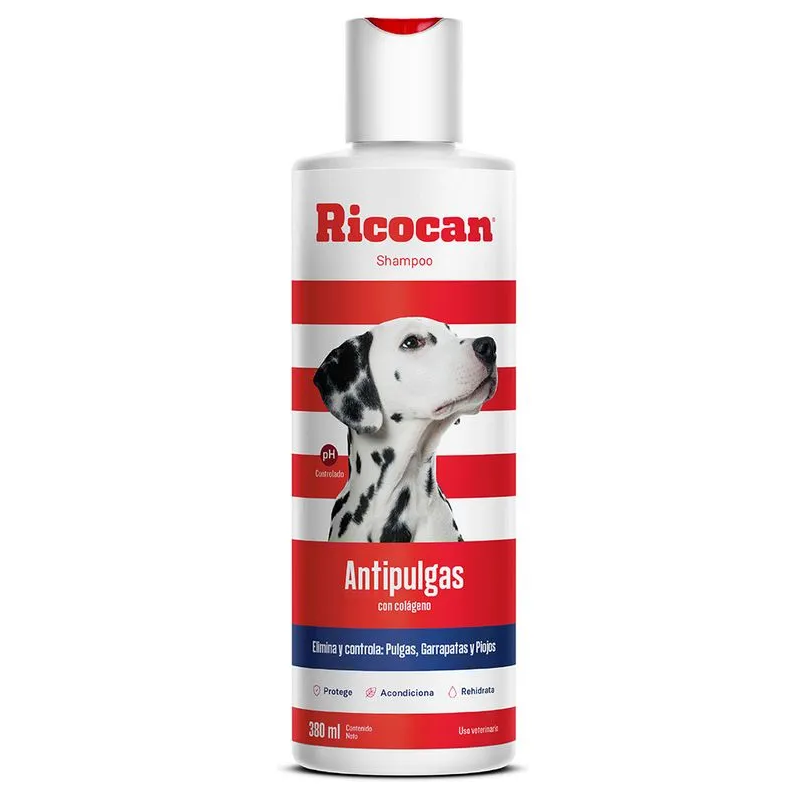 Ricocan®
Shampoo
pH
Controlado
Antipulgas
con colágeno
Elimina y controla: Pulgas, Garrapatas y Piojos
Protege Acondiciona Rehidrata
380 ml Contenido
Neto
Uso veterinario